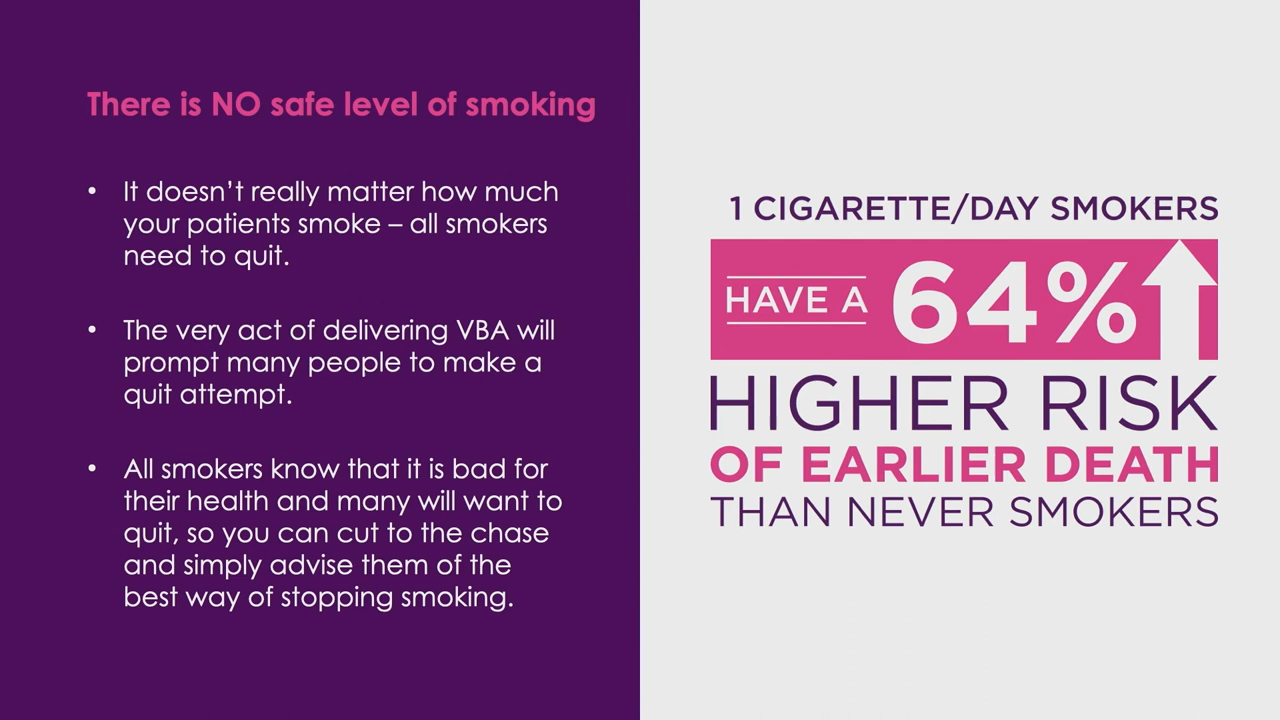 There is NO safe level of smoking
• It doesn’t really matter how much
your patients smoke – all smokers
need to quit.
• The very act of delivering VBA will
prompt many people to make a
quit attempt.
• All smokers know that it is bad for
their health and many will want to
quit, so you can cut to the chase
and simply advise them of the
best way of stopping smoking.
1 CIGARETTE/DAY SMOKERS
HAVE A 64%
HIGHER RISK
OF EARLIER DEATH
THAN NEVER SMOKERS